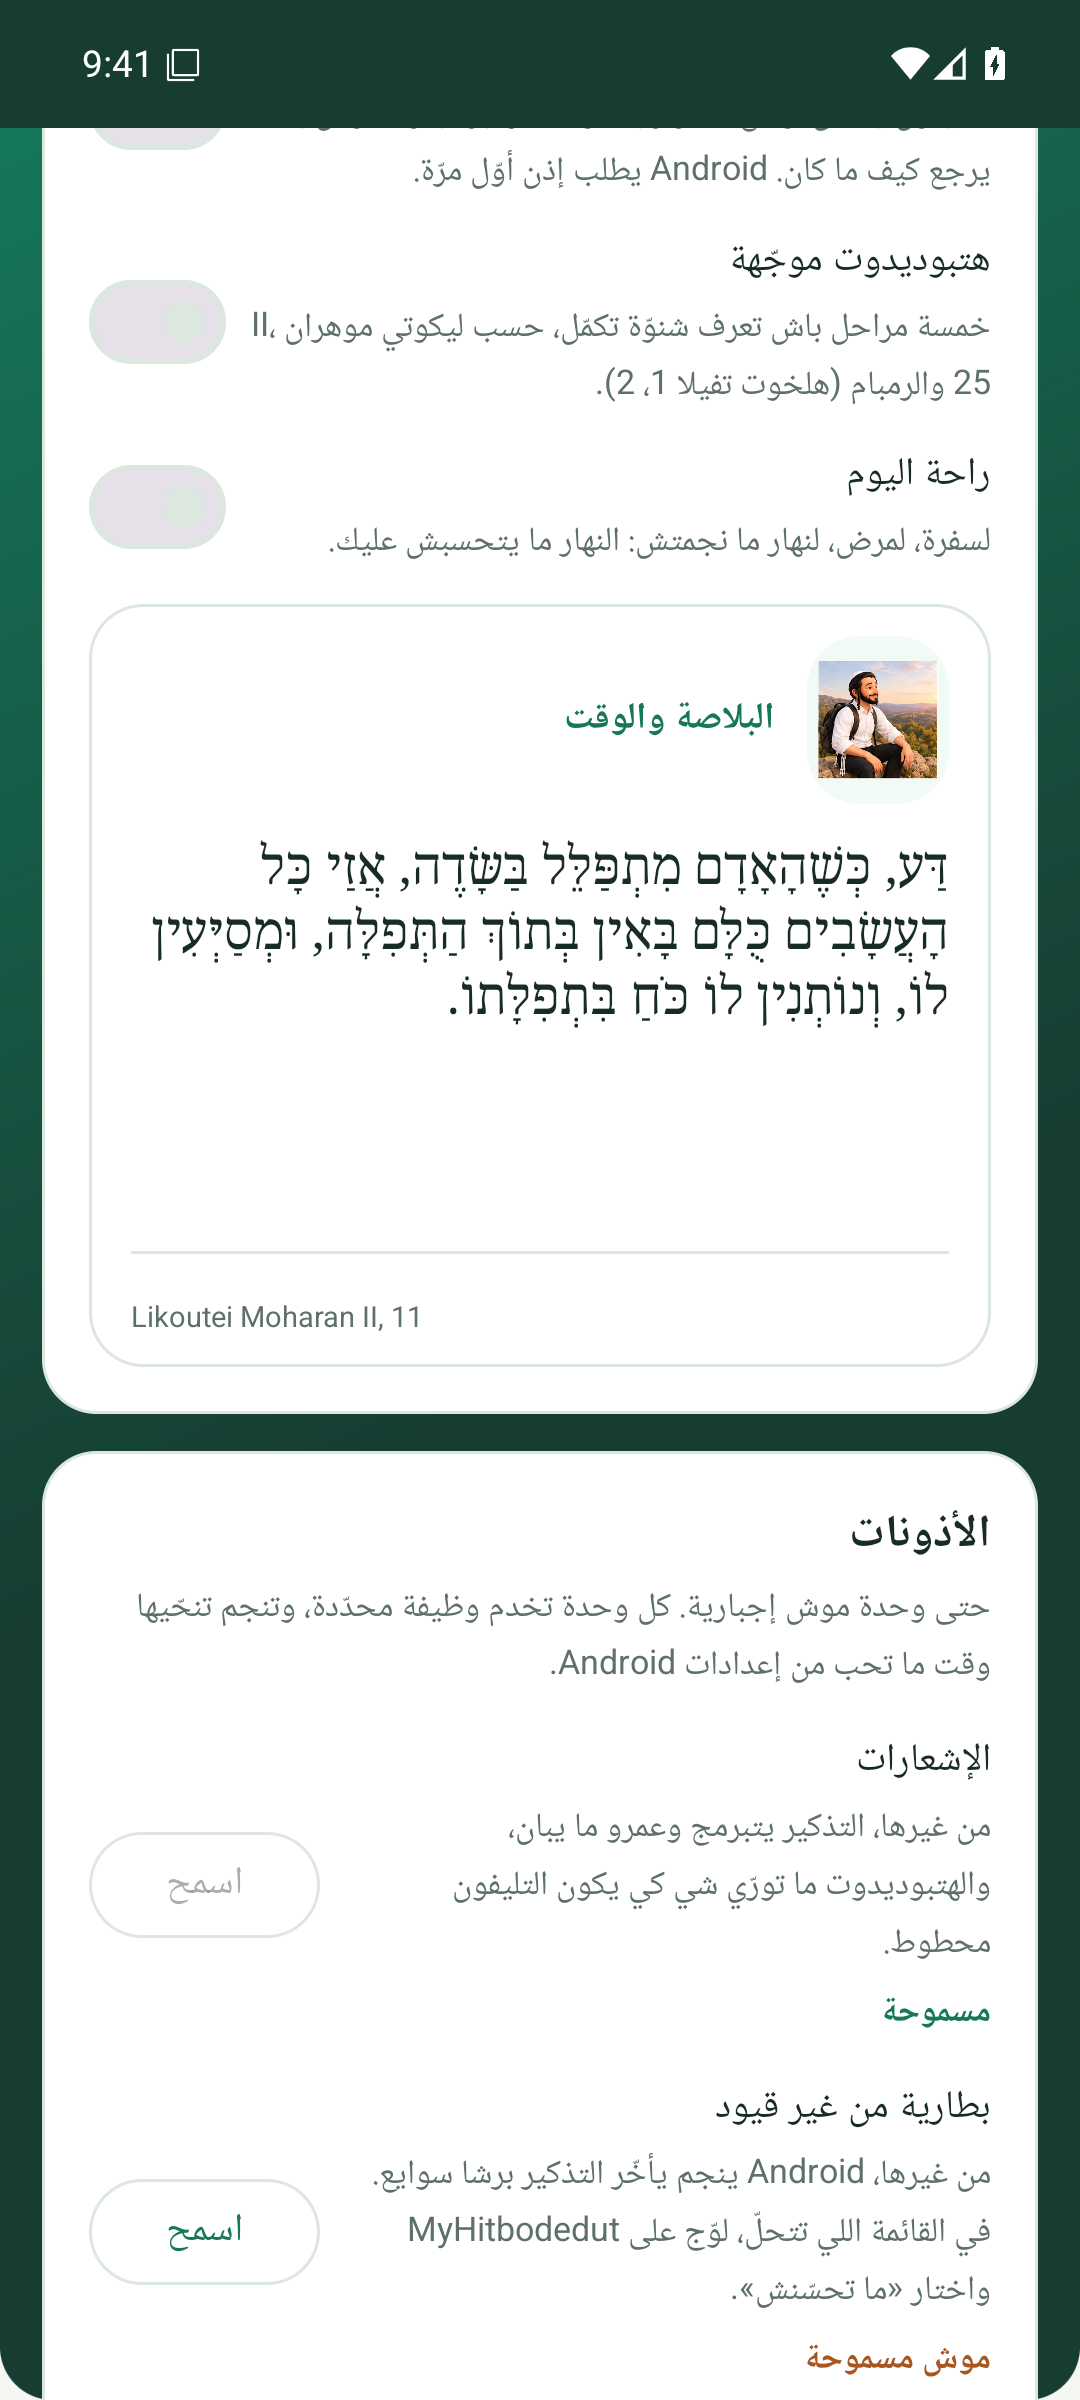 9:41
يرجع كيف ما كان. Android يطلب إذن أوّل مرّة.
هتبوديدوت موجّهة
خمسة مراحل باش تعرف شنوّة تكمّل، حسب ليكوتي موهران II،
25 والرمبام (هلخوت تفيلا 1، 2).
راحة اليوم
لسفرة، لمرض، لنهار ما نجمتش: النهار ما يتحسبش عليك.
البلاصة والوقت
דַּע, כְּשֶׁהָאָדָם מִתְפַּלֵּל בַּשָּׂדֶה, אֲזַי כָּל
הָעֲשָׂבִים כֻּלָּם בָּאִין בְּתוֹךְ הַתְּפִלָּה, וּמְסַיְּעִין
לוֹ, וְנוֹתְנִין לוֹ כֹּחַ בִּתְפִלָּתוֹ.
Likoutei Moharan II, 11
الأذونات
حتى وحدة موش إجبارية. كل وحدة تخدم وظيفة محدّدة، وتنجم تنحّيها
وقت ما تحب من إعدادات Android.
الإشعارات
من غيرها، التذكير يتبرمج وعمرو ما يبان،
والهتبوديدوت ما تورّي شي كي يكون التليفون
محطوط.
اسمح
مسموحة
بطارية من غير قيود
من غيرها، Android ينجم يأخّر التذكير برشا سوايع.
في القائمة اللي تتحلّ، لوّج على MyHitbodedut
واختار «ما تحسّنش».
اسمح
موش مسموحة